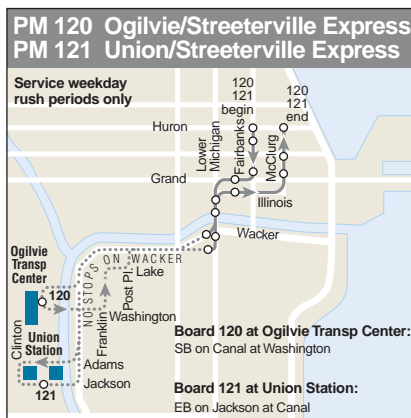 PM 120 Ogilvie/Streeterville Express
PM 121 Union/Streeterville Express
Service weekday
rush periods only
120
121
begin
120
121
end
Huron
Lower
Michigan
Fairbanks
McClurg
Grand
Illinois
Wacker
NO STOPS ON WACKER
Ogilvie
Transp
Center
Lake
Post Pl.
120
Washington
Franklin
Clinton
Union
Station
Adams
Jackson
121
Board 120 at Ogilvie Transp Center:
SB on Canal at Washington
Board 121 at Union Station:
EB on Jackson at Canal